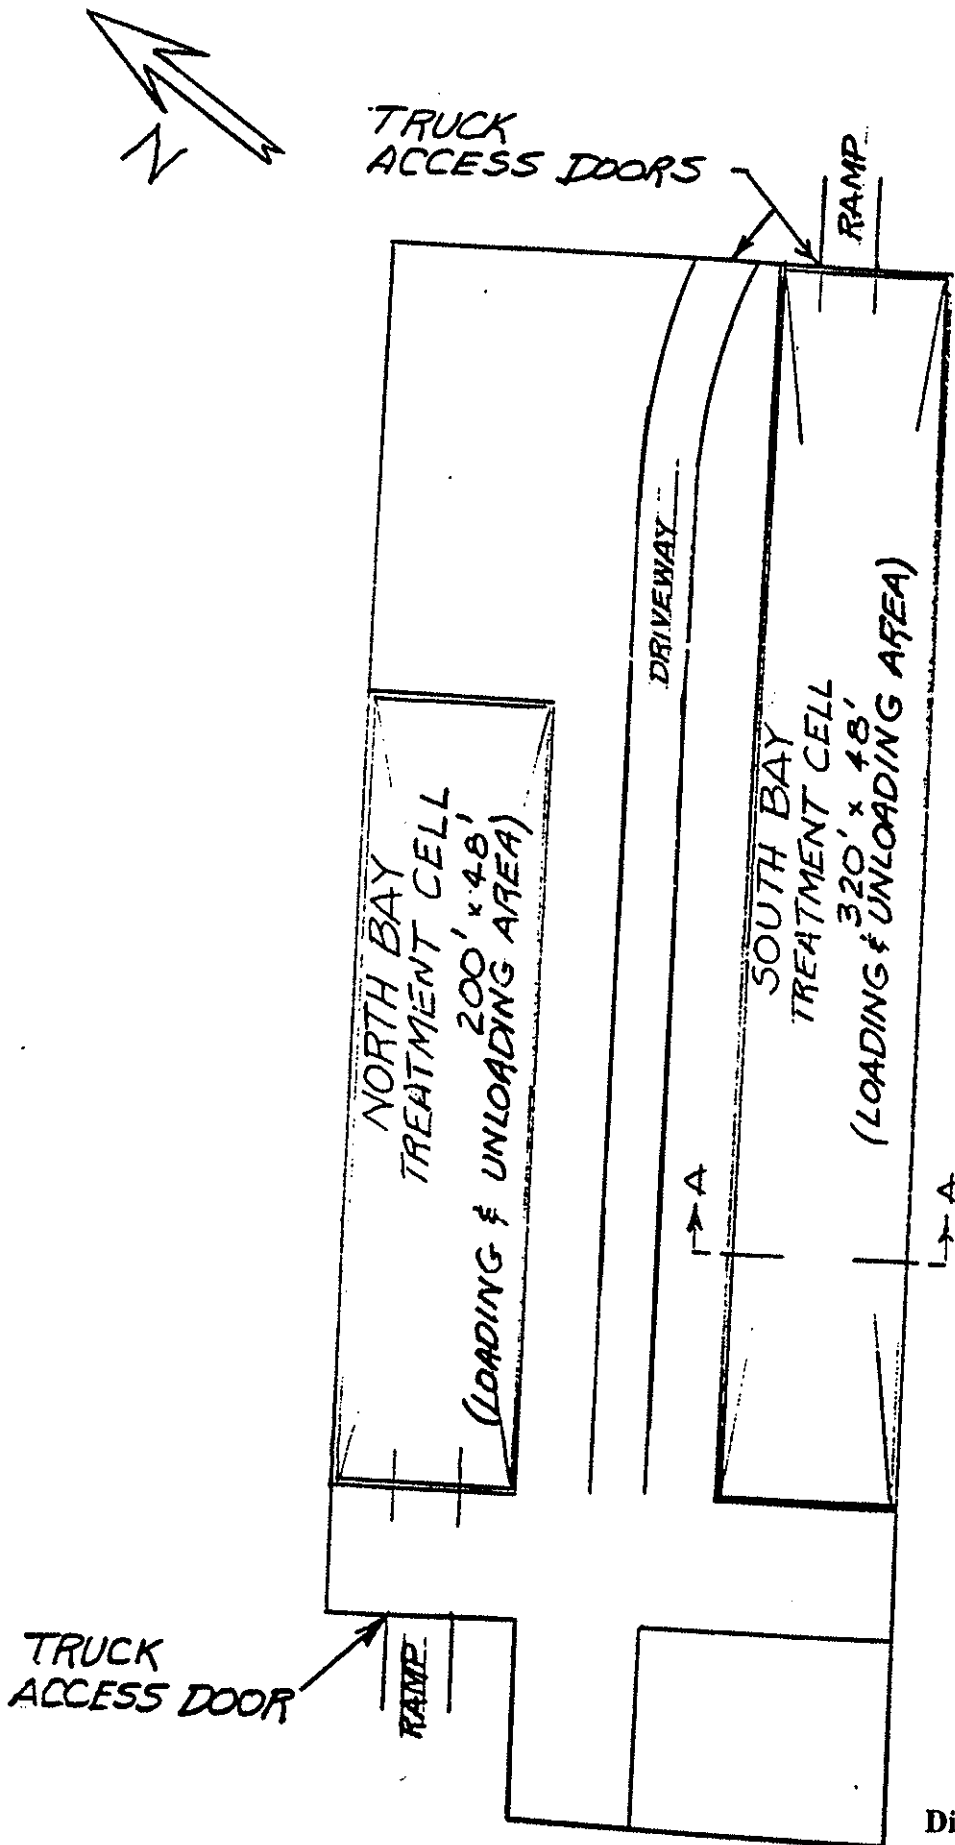 N
TRUCK
ACCESS DOORS
RAMP
DRIVEWAY
NORTH BAY
TREATMENT CELL
200' x 48'
(LOADING & UNLOADING AREA)
SOUTH BAY
TREATMENT CELL
320' x 48'
(LOADING & UNLOADING AREA)
A
A
TRUCK
ACCESS DOOR
RAMP
Di